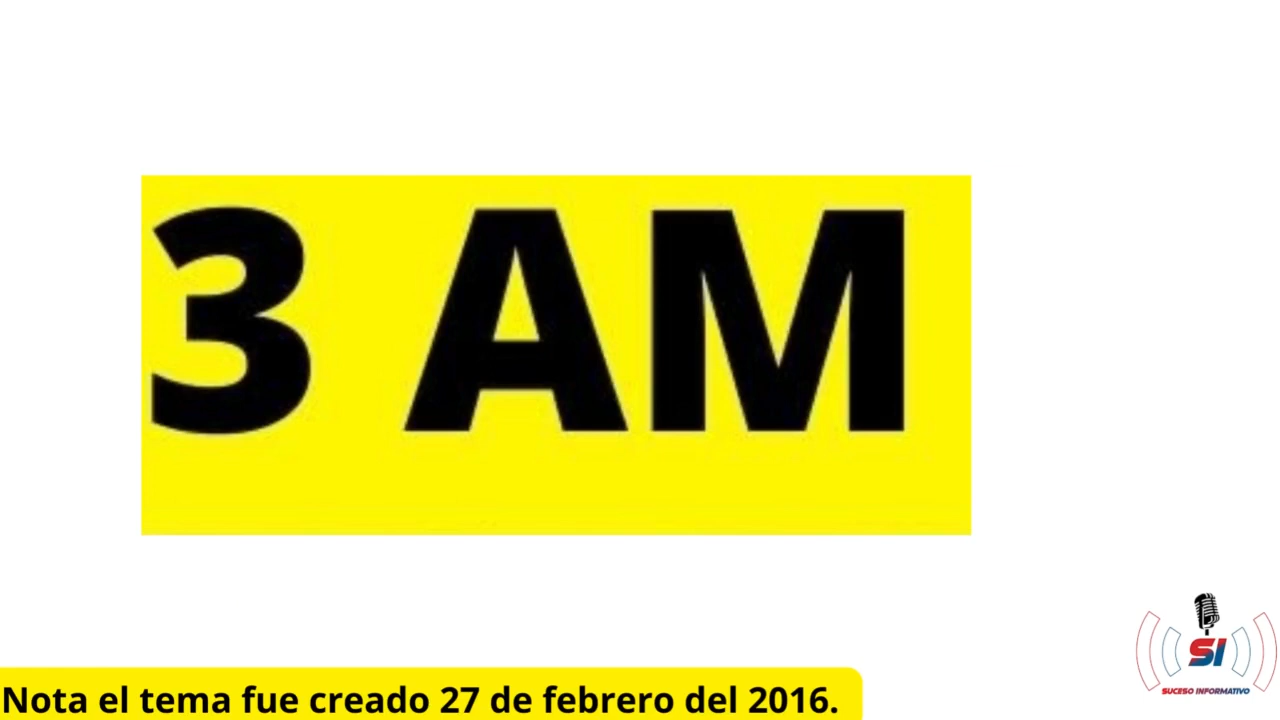 3 AM
SI
SUCESO INFORMATIVO
Nota el tema fue creado 27 de febrero del 2016.